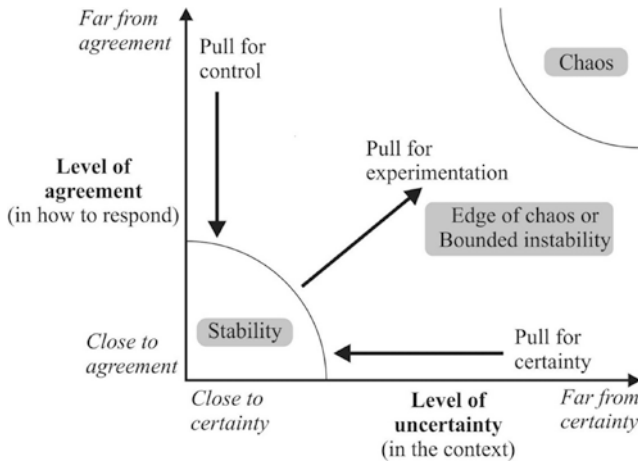 Far from
agreement
Pull for
control
Chaos
Level of
agreement
(in how to respond)
Pull for
experimentation
Edge of chaos or
Bounded instability
Stability
Close to
agreement
Pull for
certainty
Close to
certainty
Level of
uncertainty
(in the context)
Far from
certainty